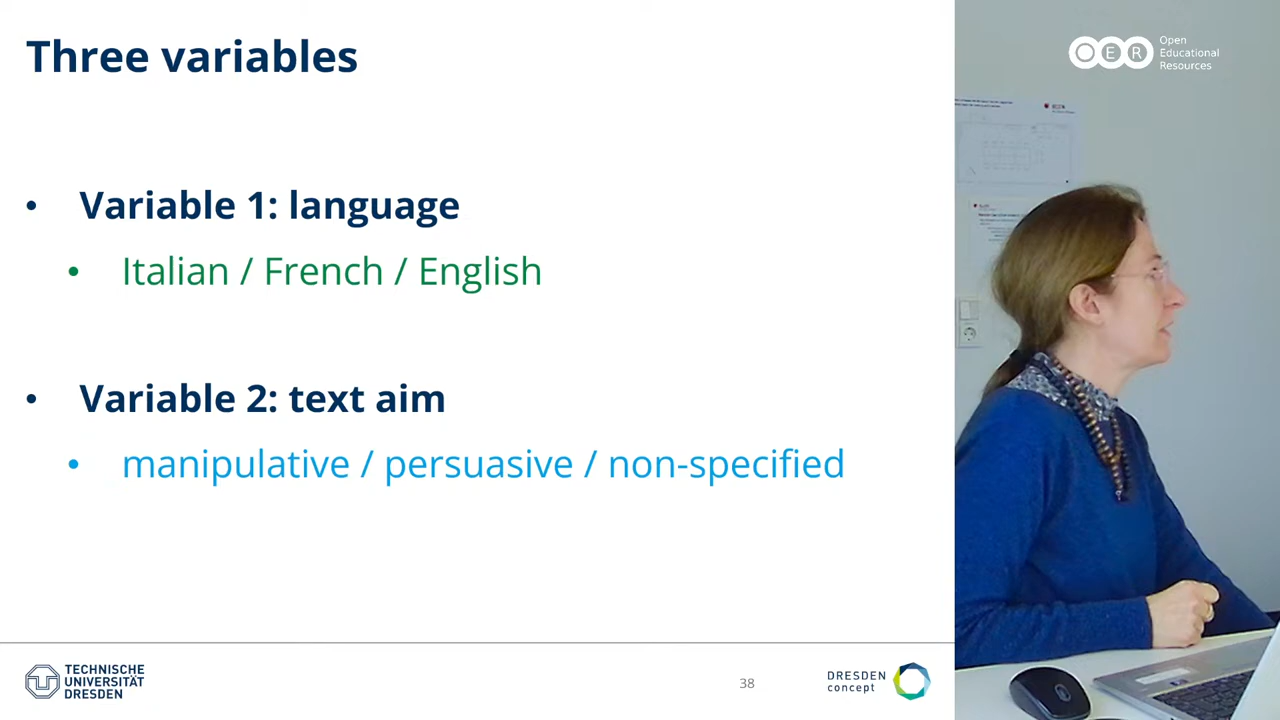 Three variables
• Variable 1: language
• Italian / French / English
• Variable 2: text aim
• manipulative / persuasive / non-specified
TECHNISCHE
UNIVERSITÄT
DRESDEN
38
DRESDEN
concept
OER
Open
Educational
Resources